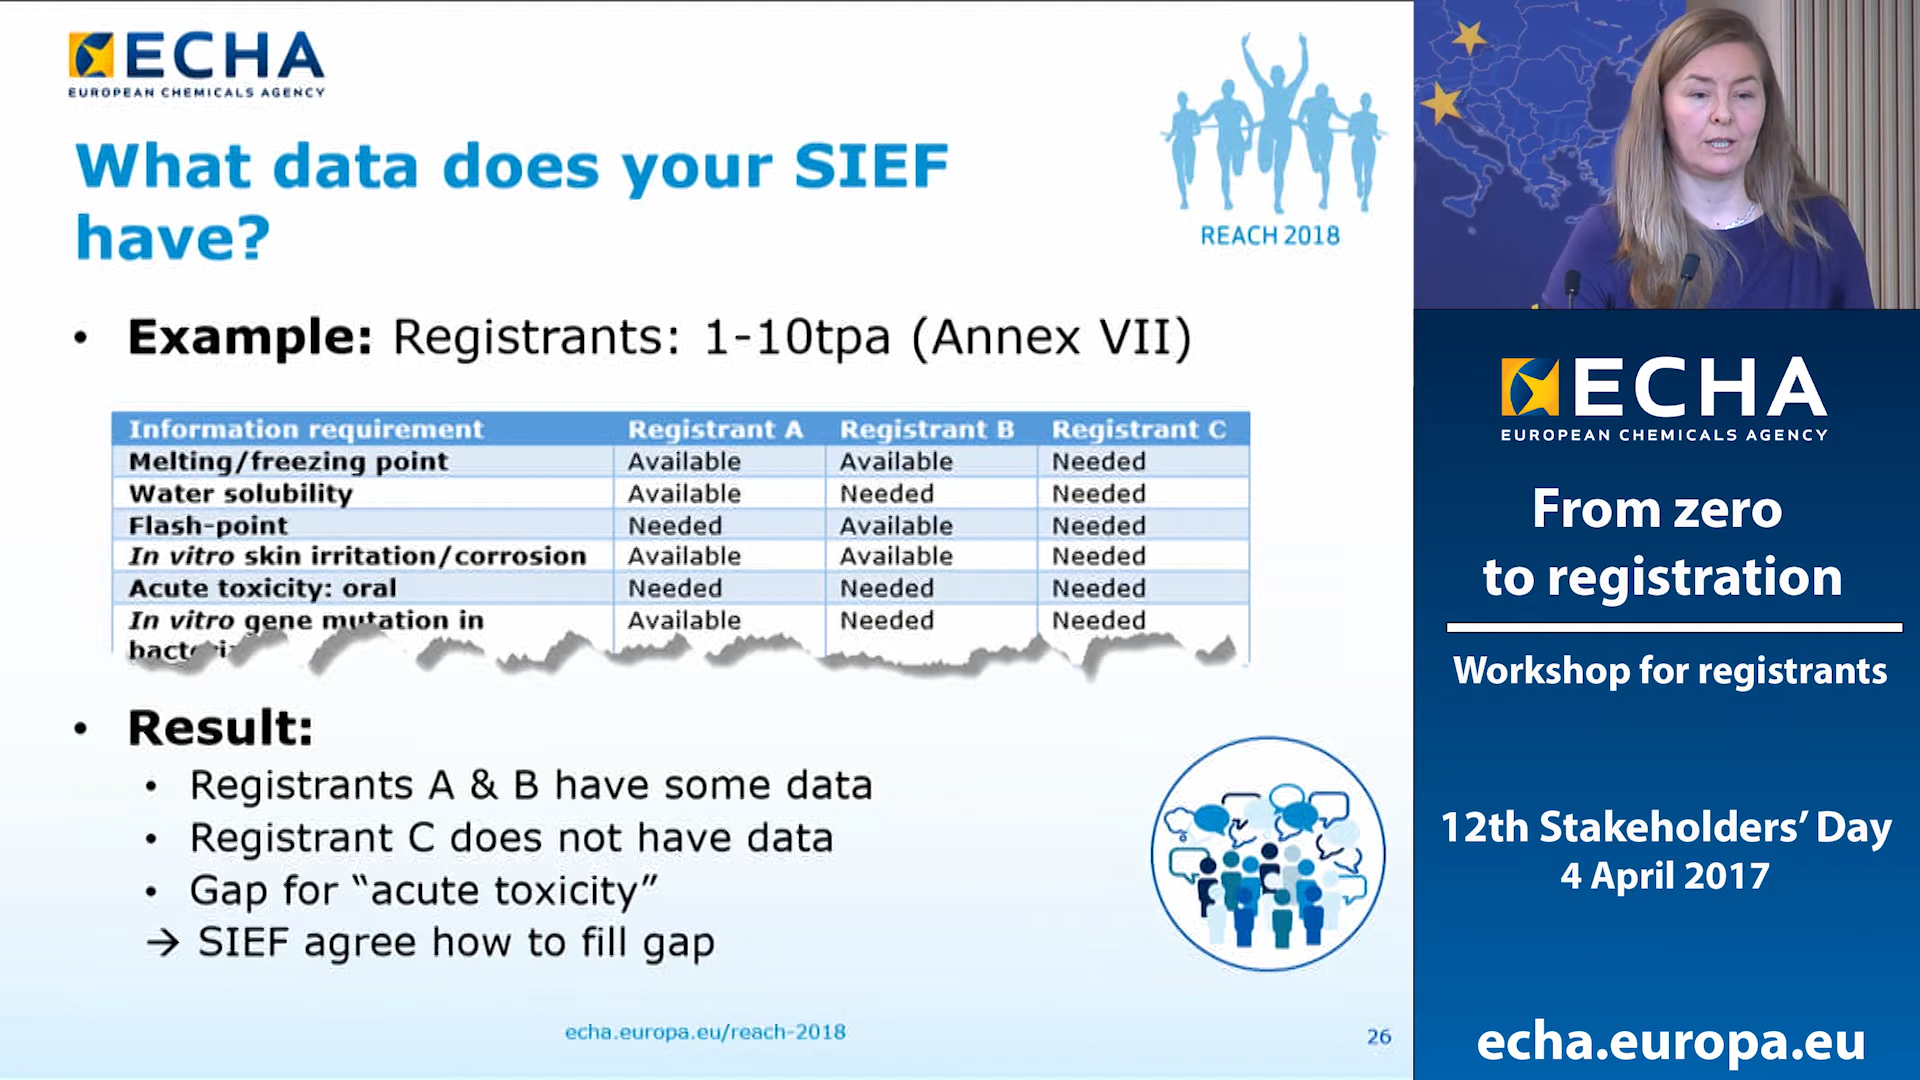 ECHA
EUROPEAN CHEMICALS AGENCY
REACH 2018
What data does your SIEF
have?
• Example: Registrants: 1-10tpa (Annex VII)
Information requirement Registrant A Registrant B Registrant C
Melting/freezing point Available Available Needed
Water solubility Available Needed Needed
Flash-point Needed Available Needed
In vitro skin irritation/corrosion Available Available Needed
Acute toxicity: oral Needed Needed Needed
In vitro gene mutation in Available Needed Needed
• Result:
• Registrants A & B have some data
• Registrant C does not have data
• Gap for “acute toxicity”
→ SIEF agree how to fill gap
echa.europa.eu/reach-2018
26
ECHA
EUROPEAN CHEMICALS AGENCY
From zero
to registration
Workshop for registrants
12th Stakeholders’ Day
4 April 2017
echa.europa.eu